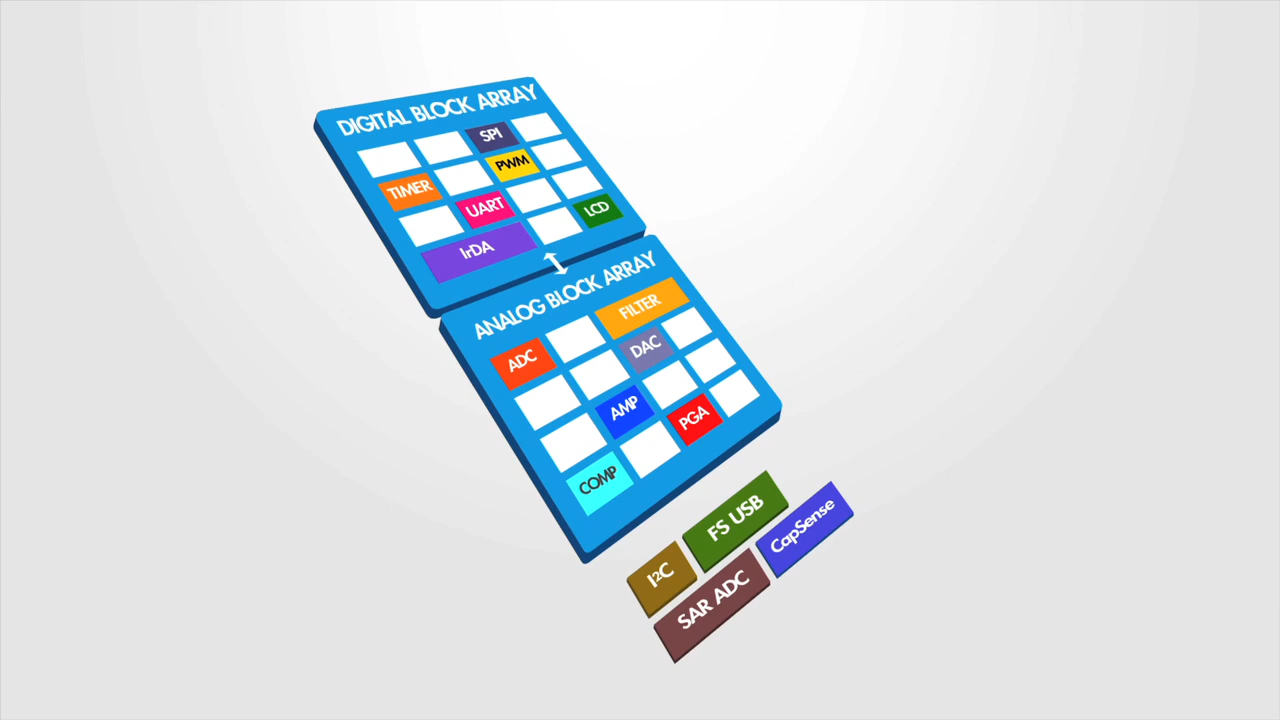 DIGITAL BLOCK ARRAY
SPI
PWM
TIMER
UART
LCD
IrDA
ANALOG BLOCK ARRAY
FILTER
ADC
DAC
AMP
PGA
COMP
FS USB
CapSense
I2C
SAR ADC